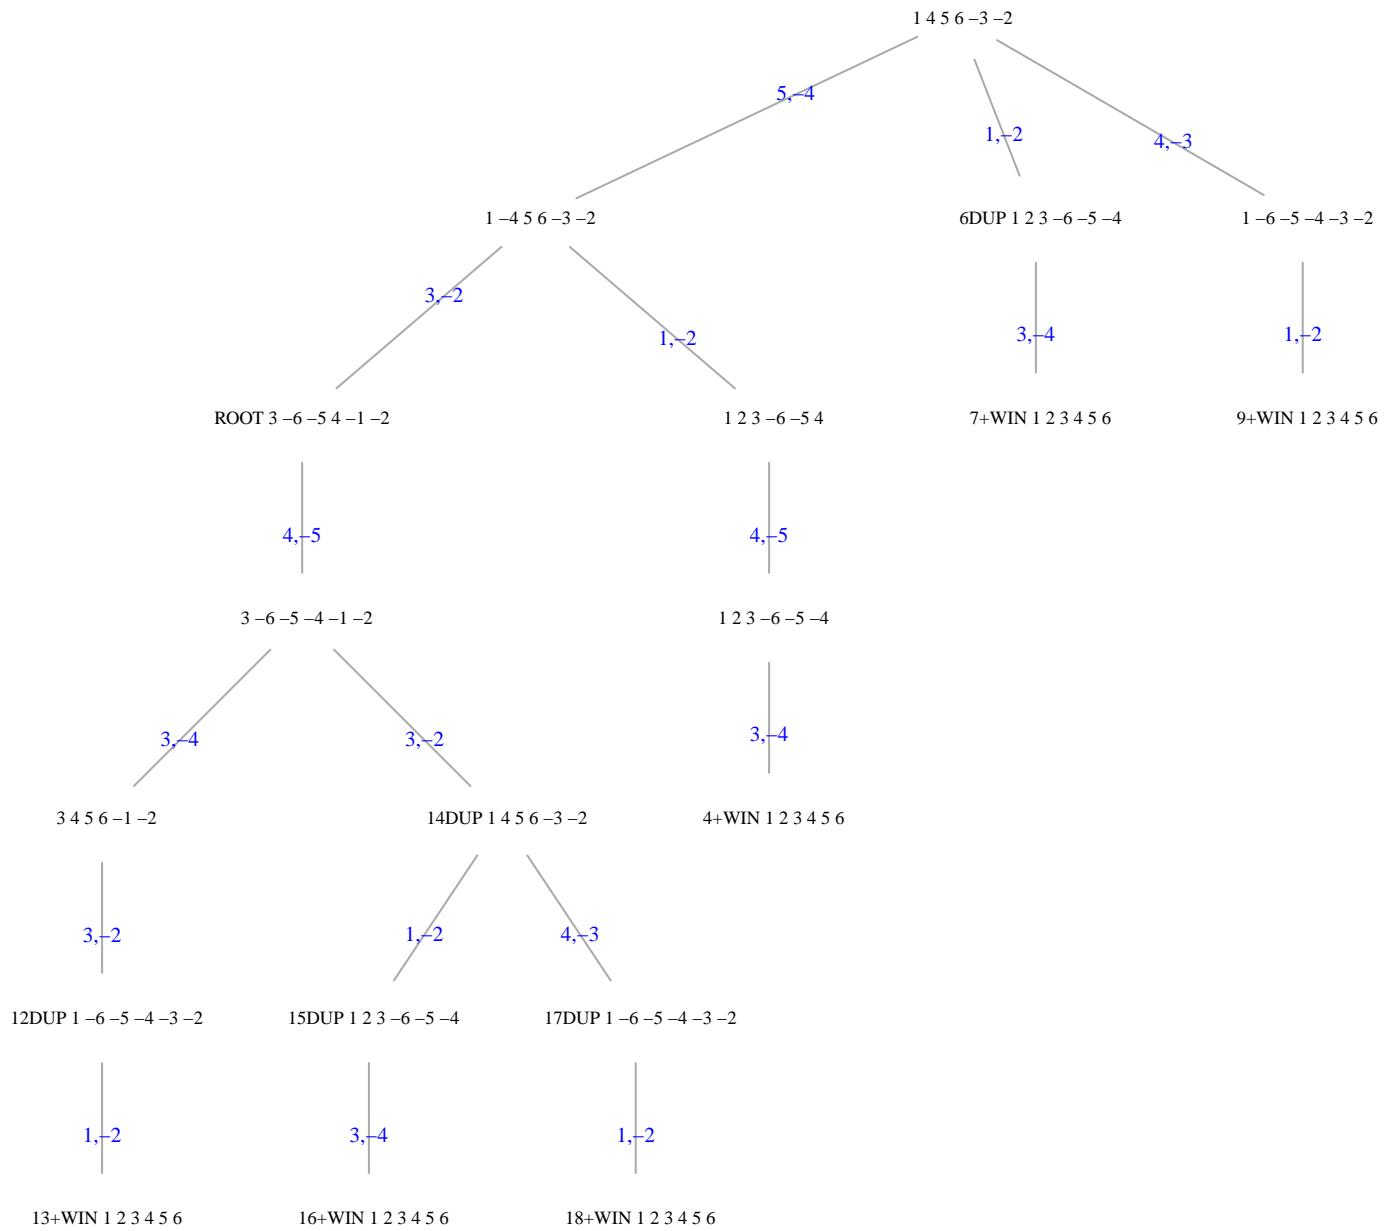 1 4 5 6 –3 –2
5,–4
1,–2
4,–3
1 –4 5 6 –3 –2
6DUP 1 2 3 –6 –5 –4
1 –6 –5 –4 –3 –2
3,–2
1,–2
3,–4
1,–2
ROOT 3 –6 –5 4 –1 –2
1 2 3 –6 –5 4
7+WIN 1 2 3 4 5 6
9+WIN 1 2 3 4 5 6
4,–5
4,–5
3 –6 –5 –4 –1 –2
1 2 3 –6 –5 –4
3,–4
3,–2
3,–4
3 4 5 6 –1 –2
14DUP 1 4 5 6 –3 –2
4+WIN 1 2 3 4 5 6
3,–2
1,–2
4,–3
12DUP 1 –6 –5 –4 –3 –2
15DUP 1 2 3 –6 –5 –4
17DUP 1 –6 –5 –4 –3 –2
1,–2
3,–4
1,–2
13+WIN 1 2 3 4 5 6
16+WIN 1 2 3 4 5 6
18+WIN 1 2 3 4 5 6